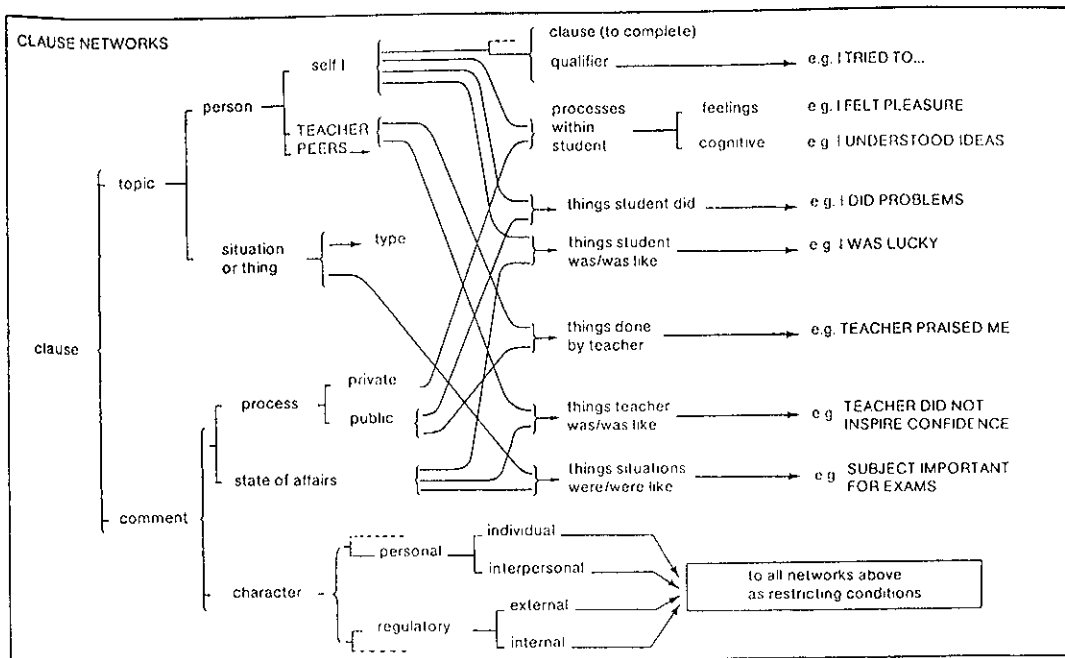 CLAUSE NETWORKS
clause (to complete)
self I
qualifier
e.g. I TRIED TO...
person
processes
within
student
feelings
e.g. I FELT PLEASURE
TEACHER
PEERS
cognitive
e g I UNDERSTOOD IDEAS
topic
things student did
e.g. I DID PROBLEMS
situation
or thing
type
things student
was/was like
e g I WAS LUCKY
things done
by teacher
e.g. TEACHER PRAISED ME
clause
private
process
public
things teacher
was/was like
e g TEACHER DID NOT
INSPIRE CONFIDENCE
state of affairs
things situations
were/were like
e g SUBJECT IMPORTANT
FOR EXAMS
comment
individual
personal
interpersonal
to all networks above
as restricting conditions
character
external
regulatory
internal